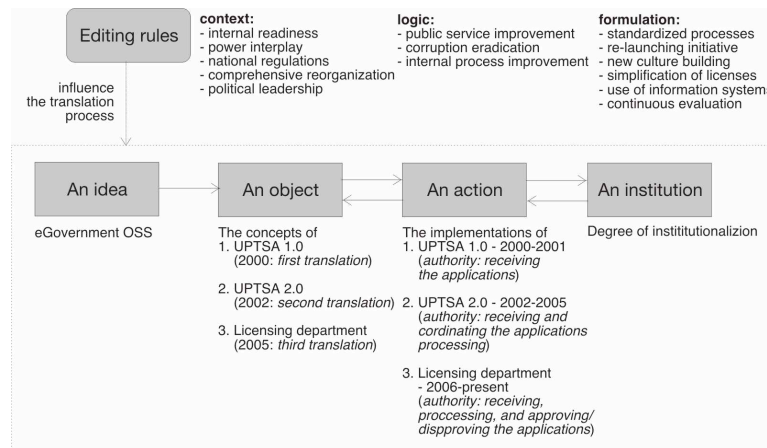 Editing rules
influence
the translation
process
context:
- internal readiness
- power interplay
- national regulations
- comprehensive reorganization
- political leadership
logic:
- public service improvement
- corruption eradication
- internal process improvement
formulation:
- standardized processes
- re-launching initiative
- new culture building
- simplification of licenses
- use of information systems
- continuous evaluation
An idea
eGovernment OSS
An object
The concepts of
1. UPTSA 1.0
(2000: first translation)
2. UPTSA 2.0
(2002: second translation)
3. Licensing department
(2005: third translation)
An action
The implementations of
1. UPTSA 1.0 - 2000-2001
(authority: receiving
the applications)
2. UPTSA 2.0 - 2002-2005
(authority: receiving and
cordinating the applications
processing)
3. Licensing department
- 2006-present
(authority: receiving,
proccessing, and approving/
dispproving the applications)
An institution
Degree of instititutionalizion